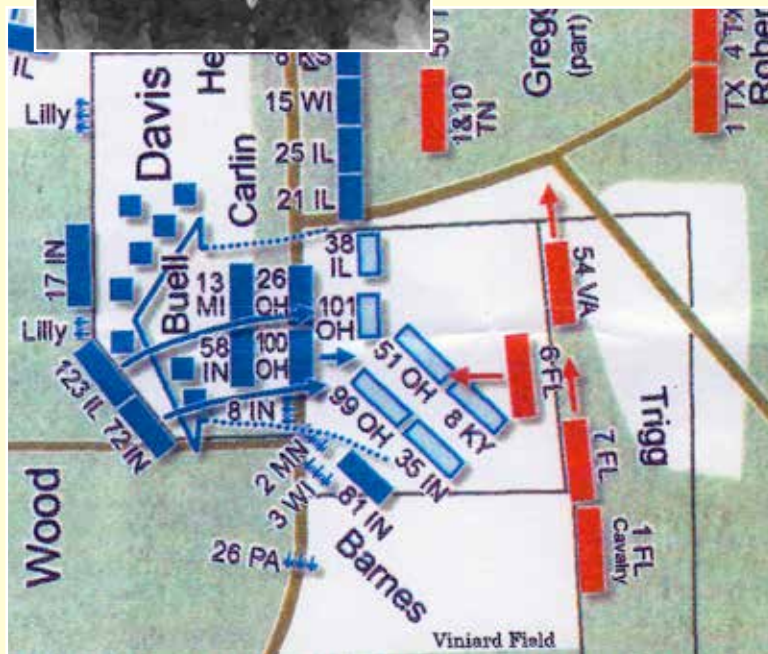 IL
Lilly
Davis
He
Carlin
15 WI
25 IL
21 IL
50 T
1&10
TN
Gregg
(part)
1 TX 4 TX
Rober
17 IN
Lilly
Buell
13
MI
26
OH
58
IN
100
OH
38
IL
101
OH
51 OH
8 KY
99 OH
35 IN
54 VA
6 FL
7 FL
Trigg
1 FL
Cavalry
123 IL
72 IN
8 IN
2 MN
3 WI
81 IN
Wood
26 PA
Barnes
Viniard Field